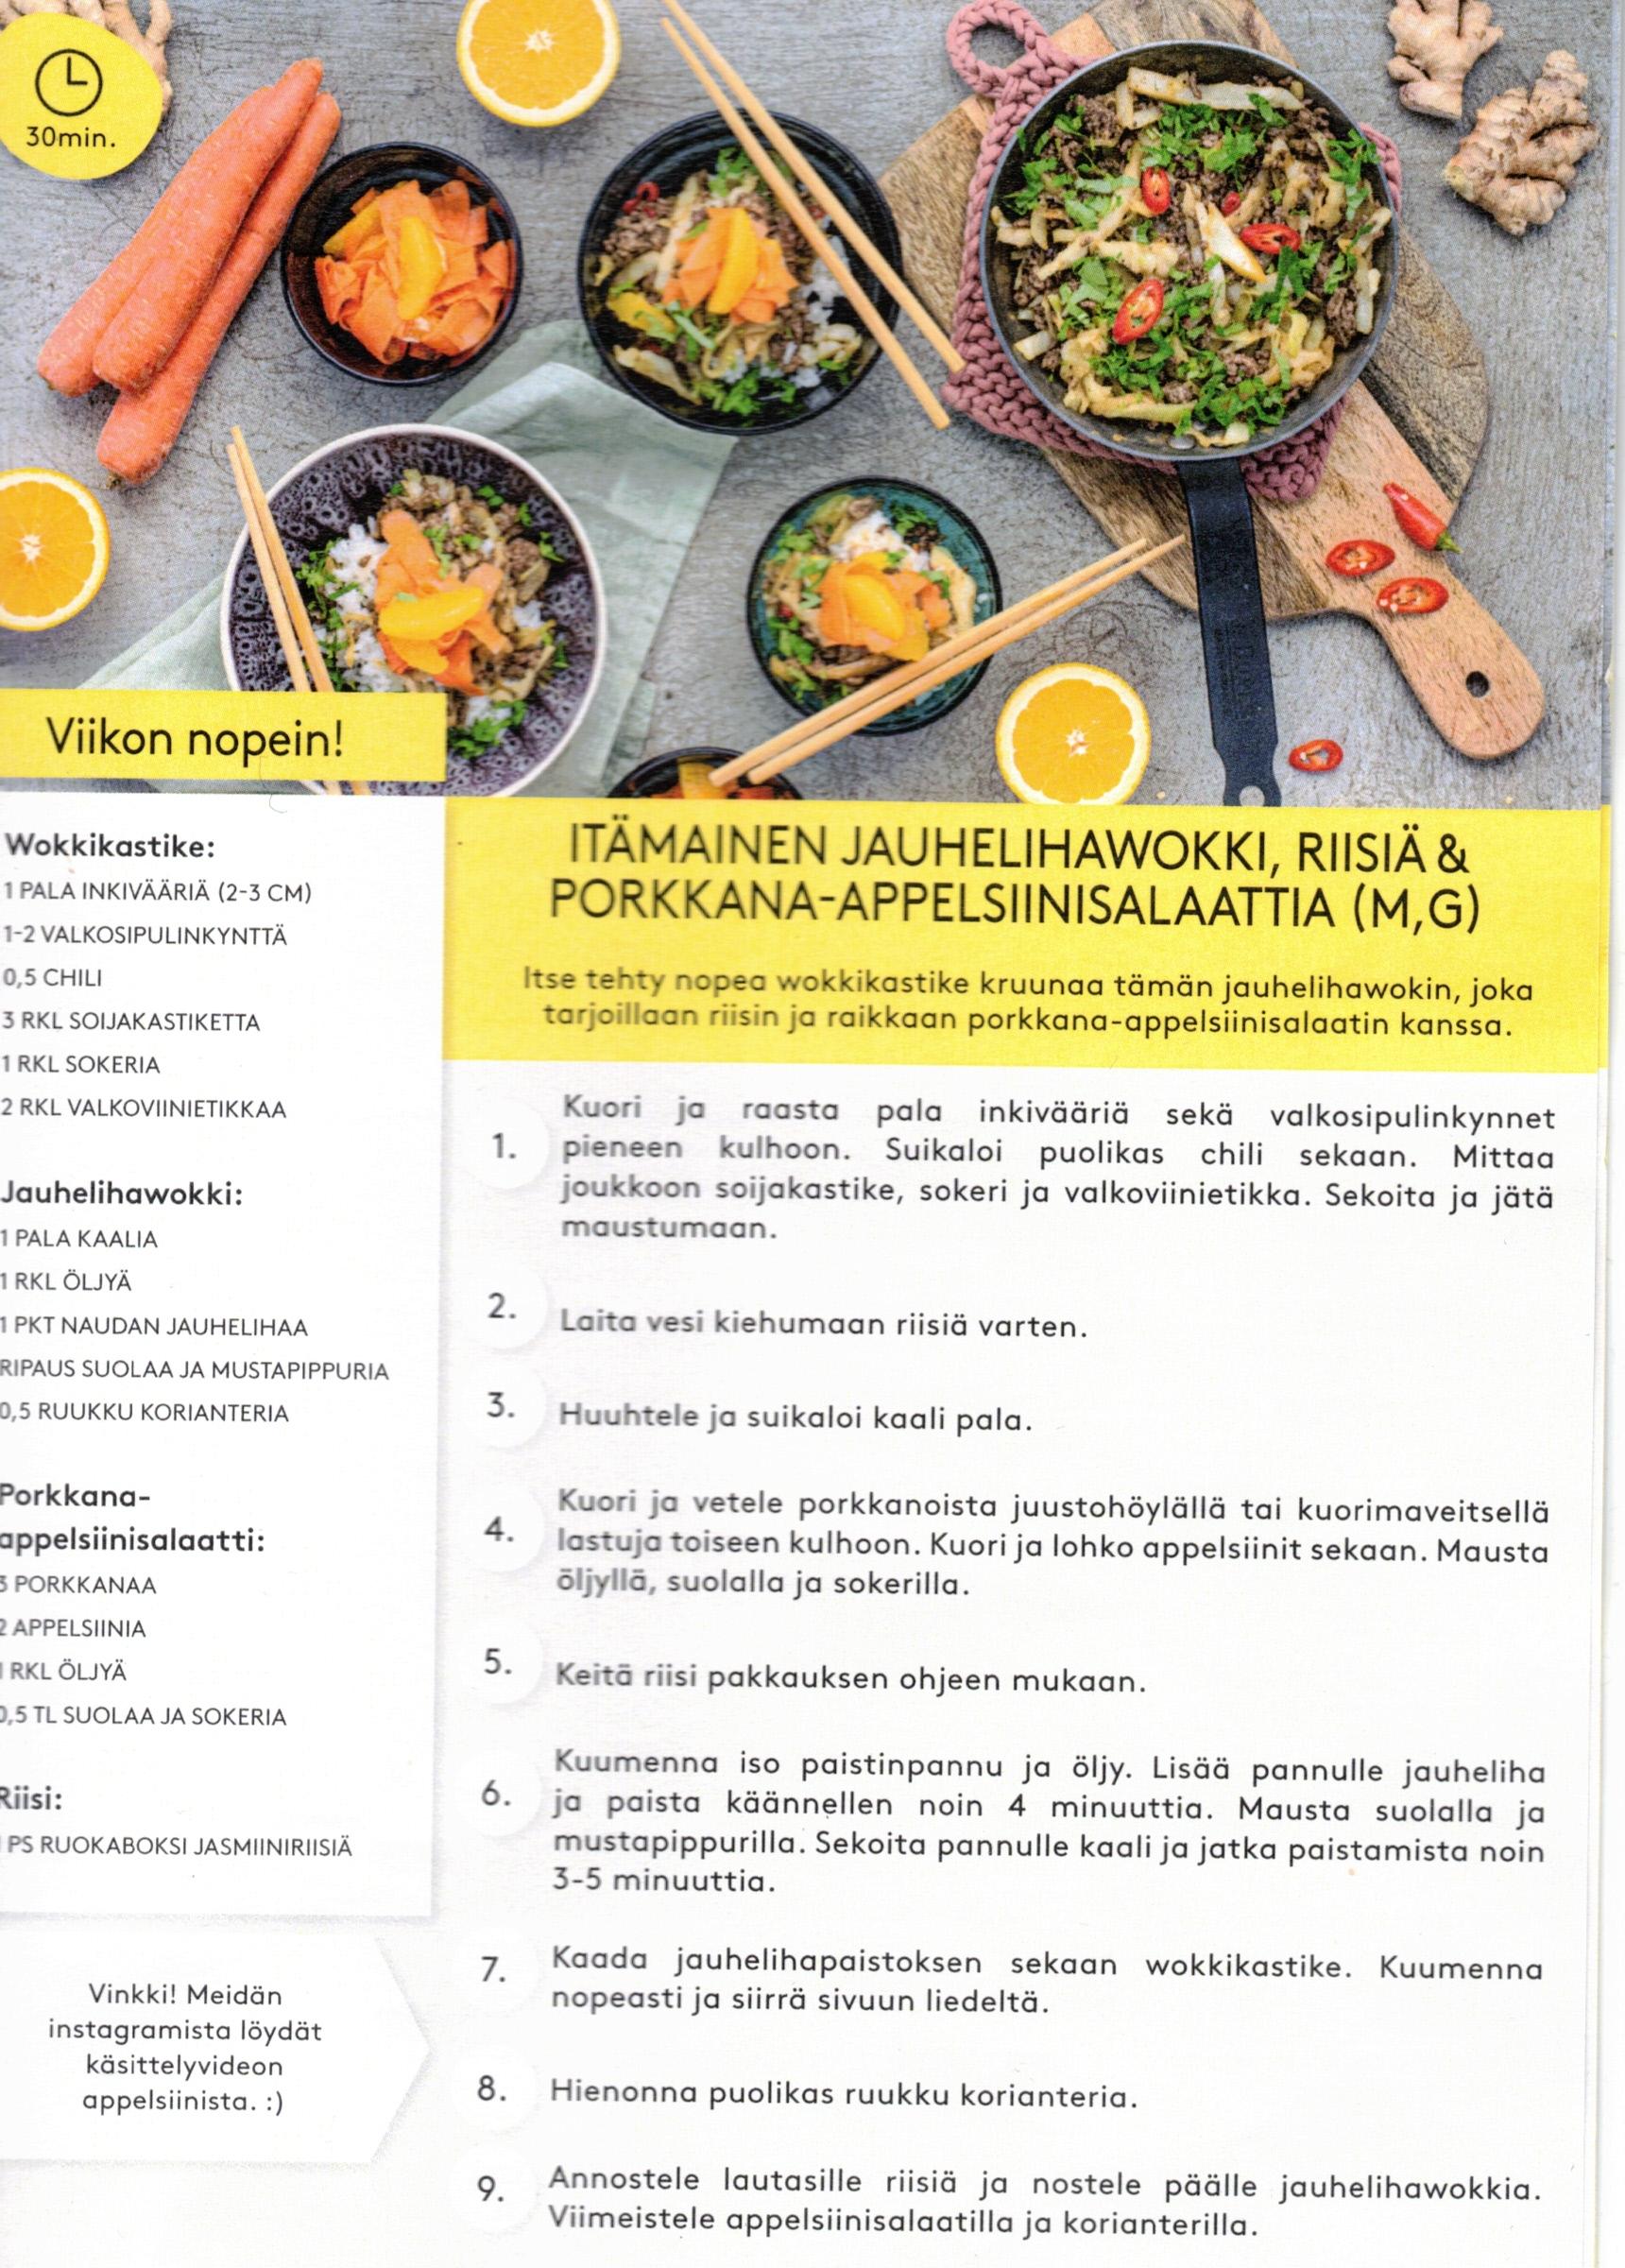 30min.
Viikon nopein!
Wokkikastike:
1 PALA INKIVÄÄRIÄ (2-3 CM)
1-2 VALKOSIPULINKYNTTÄ
0,5 CHILI
3 RKL SOIJAKASTIKETTA
1 RKL SOKERIA
2 RKL VALKOVIINIETIKKAA
Jauhelihawokki:
1 PALA KAALIA
1 RKL ÖLJYÄ
1 PKT NAUDAN JAUHELIHAA
RIPAUS SUOLAA JA MUSTAPIPPURIA
0,5 RUUKKU KORIANTERIA
Porkkana-
appelsiinisalaatti:
3 PORKKANAA
2 APPELSIINIA
1 RKL ÖLJYÄ
0,5 TL SUOLAA JA SOKERIA
Riisi:
PS RUOKABOKSI JASMIINIRIISIÄ
Vinkki! Meidän
instagramista löydät
käsittelyvideon
appelsiinista. :)
ITÄMAINEN JAUHELIHAWOKKI, RIISIÄ &
PORKKANA-APPELSIINISALAATTIA (M,G)
Itse tehty nopea wokkikastike kruunaa tämän jauhelihawokin, joka
tarjoillaan riisin ja raikkaan porkkana-appelsiinisalaatin kanssa.
1. Kuori ja raasta pala inkivääriä sekä valkosipulinkynnet
pieneen kulhoon. Suikaloi puolikas chili sekaan. Mittaa
joukkoon soijakastike, sokeri ja valkoviinietikka. Sekoita ja jätä
maustumaan.
2. Laita vesi kiehumaan riisiä varten.
3. Huuhtele ja suikaloi kaali pala.
4. Kuori ja vetele porkkanoista juustohöylällä tai kuorimaveitsellä
lastuja toiseen kulhoon. Kuori ja lohko appelsiinit sekaan. Mausta
öljyllä, suolalla ja sokerilla.
5. Keitä riisi pakkauksen ohjeen mukaan.
6. Kuumenna iso paistinpannu ja öljy. Lisää pannulle jauheliha
ja paista käännellen noin 4 minuuttia. Mausta suolalla ja
mustapippurilla. Sekoita pannulle kaali ja jatka paistamista noin
3-5 minuuttia.
7. Kaada jauhelihapaistoksen sekaan wokkikastike. Kuumenna
nopeasti ja siirrä sivuun liedeltä.
8. Hienonna puolikas ruukku korianteria.
9. Annostele lautasille riisiä ja nostele päälle jauhelihawokkia.
Viimeistele appelsiinisalaatilla ja korianterilla.